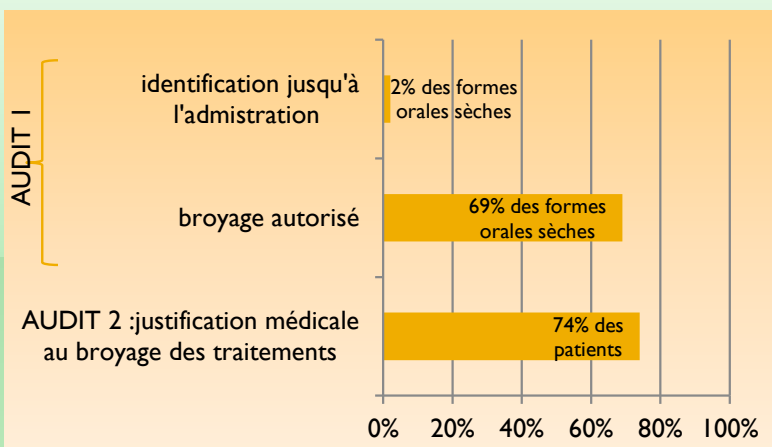 AUDIT I
identification jusqu'à
l'admistration
2% des formes
orales sèches
broyage autorisé
69% des formes
orales sèches
AUDIT 2 :justification médicale
au broyage des traitements
74% des
patients
0% 20% 40% 60% 80% 100%